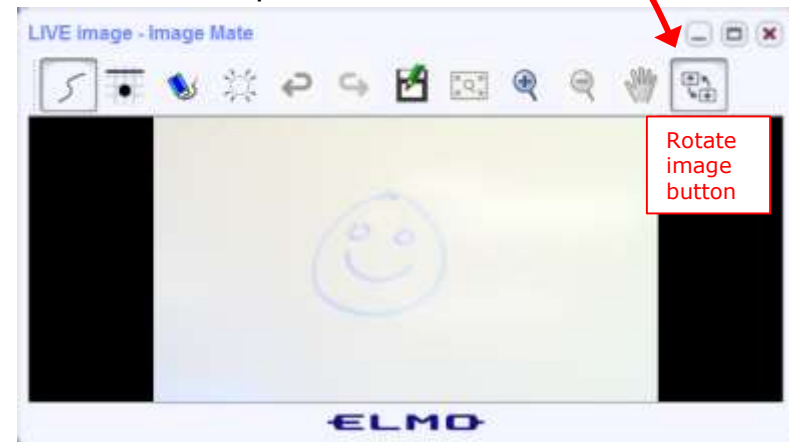 LIVE image - Image Mate
Rotate
image
button
ELMO